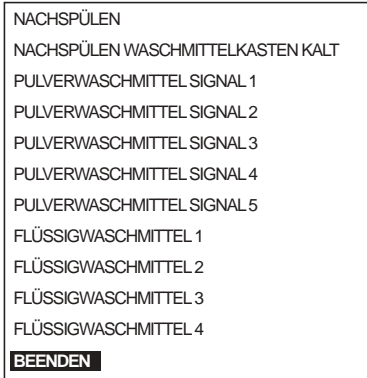 NACHSPÜLEN
NACHSPÜLEN WASCHMITTELKASTEN KALT
PULVERWASCHMITTEL SIGNAL 1
PULVERWASCHMITTEL SIGNAL 2
PULVERWASCHMITTEL SIGNAL 3
PULVERWASCHMITTEL SIGNAL 4
PULVERWASCHMITTEL SIGNAL 5
FLÜSSIGWASCHMITTEL 1
FLÜSSIGWASCHMITTEL 2
FLÜSSIGWASCHMITTEL 3
FLÜSSIGWASCHMITTEL 4
BEENDEN